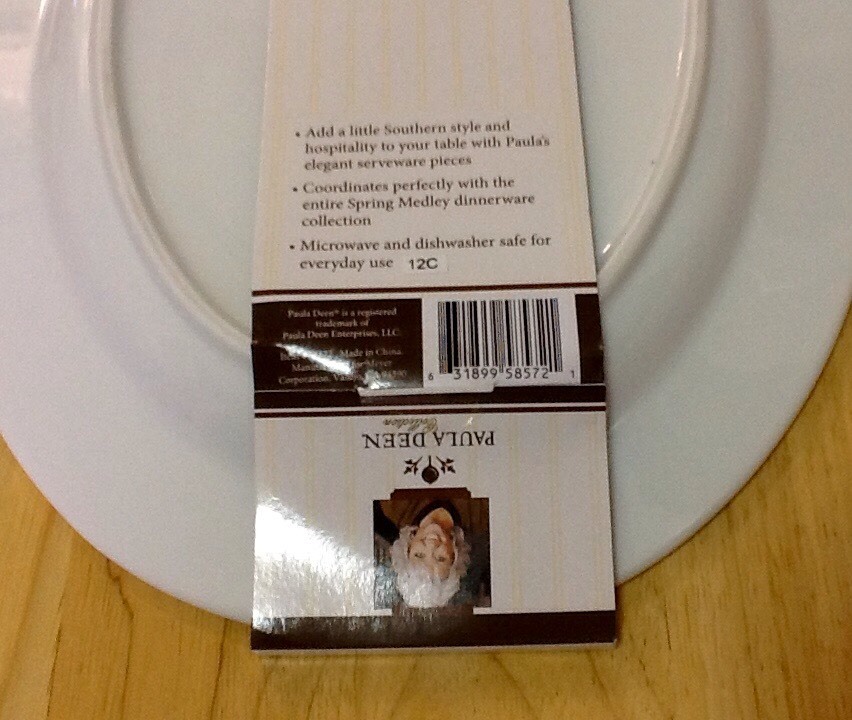 • Add a little Southern style and
hospitality to your table with Paula's
elegant serveware pieces
• Coordinates perfectly with the
entire Spring Medley dinnerware
collection
• Microwave and dishwasher safe for
everyday use 12C
Paula Deen® is a registered
trademark of
Paula Deen Enterprises, LLC.
Made in China
Meyer
Corporation,
6 31899 58572 1
PAULA DEEN
Collection